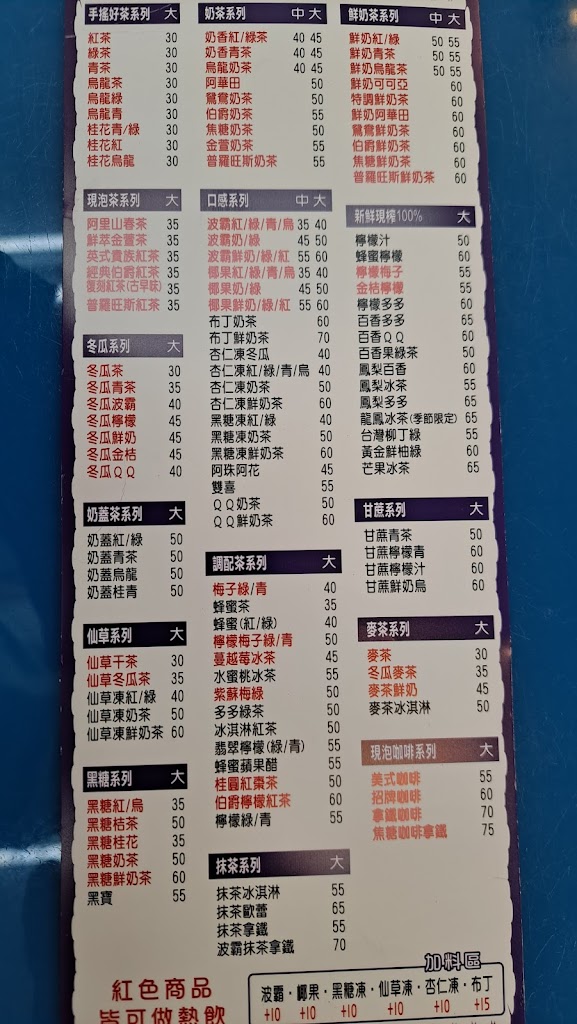 手搖好茶系列 大
紅茶 30
綠茶 30
青茶 30
烏龍茶 30
烏龍綠 30
烏龍青 30
桂花青/綠 30
桂花紅 30
桂花烏龍 30
現泡茶系列 大
阿里山春茶 35
鮮萃金萱茶 35
英式貴族紅茶 35
經典伯爵紅茶 35
復刻紅茶(古早味) 35
普羅旺斯紅茶 35
冬瓜系列 大
冬瓜茶 30
冬瓜青茶 35
冬瓜波霸 40
冬瓜檸檬 45
冬瓜鮮奶 45
冬瓜金桔 45
冬瓜ＱＱ 40
奶蓋茶系列 大
奶蓋紅/綠 50
奶蓋青茶 50
奶蓋烏龍 50
奶蓋桂青 50
仙草系列 大
仙草干茶 30
仙草冬瓜茶 35
仙草凍紅/綠 40
仙草凍奶茶 50
仙草凍鮮奶茶 60
黑糖系列 大
黑糖紅/烏 35
黑糖桔茶 50
黑糖桂花 35
黑糖奶茶 50
黑糖鮮奶茶 60
黑寶 55
紅色商品
皆可做熱飲
奶茶系列 中 大
奶香紅/綠茶 40 45
奶香青茶 40 45
烏龍奶茶 40 45
阿華田 50
鴛鴦奶茶 50
伯爵奶茶 50
焦糖奶茶 50
金萱奶茶 55
普羅旺斯奶茶 55
口感系列 中 大
波霸紅/綠/青/烏 35 40
波霸奶/綠 45 50
波霸鮮奶/綠/紅 55 60
椰果紅/綠/青/烏 35 40
椰果奶/綠 45 50
椰果鮮奶/綠/紅 55 60
布丁奶茶 60
布丁鮮奶茶 70
杏仁凍冬瓜 40
杏仁凍紅/綠/青/烏 40
杏仁凍奶茶 50
杏仁凍鮮奶茶 60
黑糖凍紅/綠 40
黑糖凍奶茶 50
黑糖凍鮮奶茶 60
阿珠阿花 45
雙喜 55
ＱＱ奶茶 50
ＱＱ鮮奶茶 60
調配茶系列 大
梅子綠/青 40
蜂蜜茶 35
蜂蜜(紅/綠) 40
檸檬梅子綠/青 50
蔓越莓冰茶 45
水蜜桃冰茶 55
紫蘇梅綠 50
多多綠茶 50
冰淇淋紅茶 50
翡翠檸檬(綠/青) 55
蜂蜜蘋果醋 55
桂圓紅棗茶 50
伯爵檸檬紅茶 60
檸檬綠/青 55
抹茶系列 大
抹茶冰淇淋 55
抹茶歐蕾 65
抹茶拿鐵 55
波霸抹茶拿鐵 70
鮮奶茶系列 中 大
鮮奶紅/綠 50 55
鮮奶青茶 50 55
鮮奶烏龍茶 50 55
鮮奶可可亞 60
特調鮮奶茶 60
鮮奶阿華田 60
鴛鴦鮮奶茶 60
伯爵鮮奶茶 60
焦糖鮮奶茶 60
普羅旺斯鮮奶茶 60
新鮮現榨100% 大
檸檬汁 50
蜂蜜檸檬 60
檸檬梅子 55
金桔檸檬 55
檸檬多多 60
百香多多 65
百香ＱＱ 60
百香果綠茶 50
鳳梨百香 60
鳳梨冰茶 55
鳳梨多多 65
龍鳳冰茶(季節限定) 65
台灣柳丁綠 55
黃金鮮柚綠 60
芒果冰茶 65
甘蔗系列 大
甘蔗青茶 50
甘蔗檸檬青 60
甘蔗檸檬汁 60
甘蔗鮮奶烏 60
麥茶系列 大
麥茶 30
冬瓜麥茶 35
麥茶鮮奶 45
麥茶冰淇淋 50
現泡咖啡系列 大
美式咖啡 55
招牌咖啡 60
拿鐵咖啡 70
焦糖咖啡拿鐵 75
加料區
波霸・椰果・黑糖凍・仙草凍・杏仁凍・布丁
+10 +10 +10 +10 +10 +15